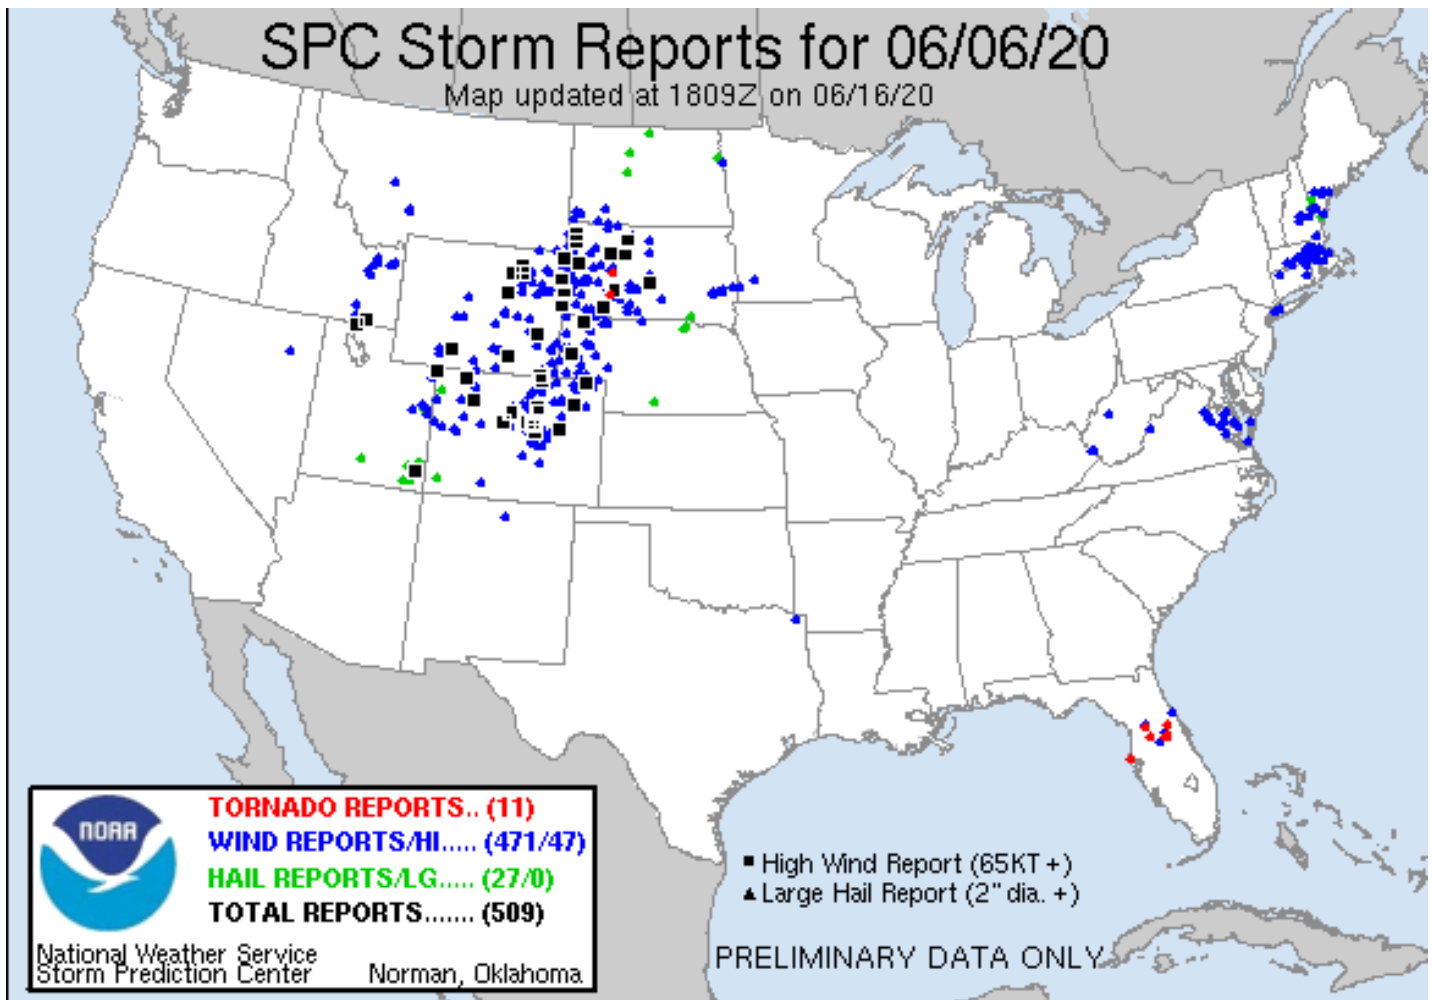 SPC Storm Reports for 06/06/20
Map updated at 1809Z on 06/16/20
NOAA
TORNADO REPORTS.. (11)
WIND REPORTS/HI..... (471/47)
HAIL REPORTS/LG..... (27/0)
TOTAL REPORTS....... (509)
National Weather Service
Storm Prediction Center Norman, Oklahoma
High Wind Report (65KT +)
Large Hail Report (2" dia. +)
PRELIMINARY DATA ONLY